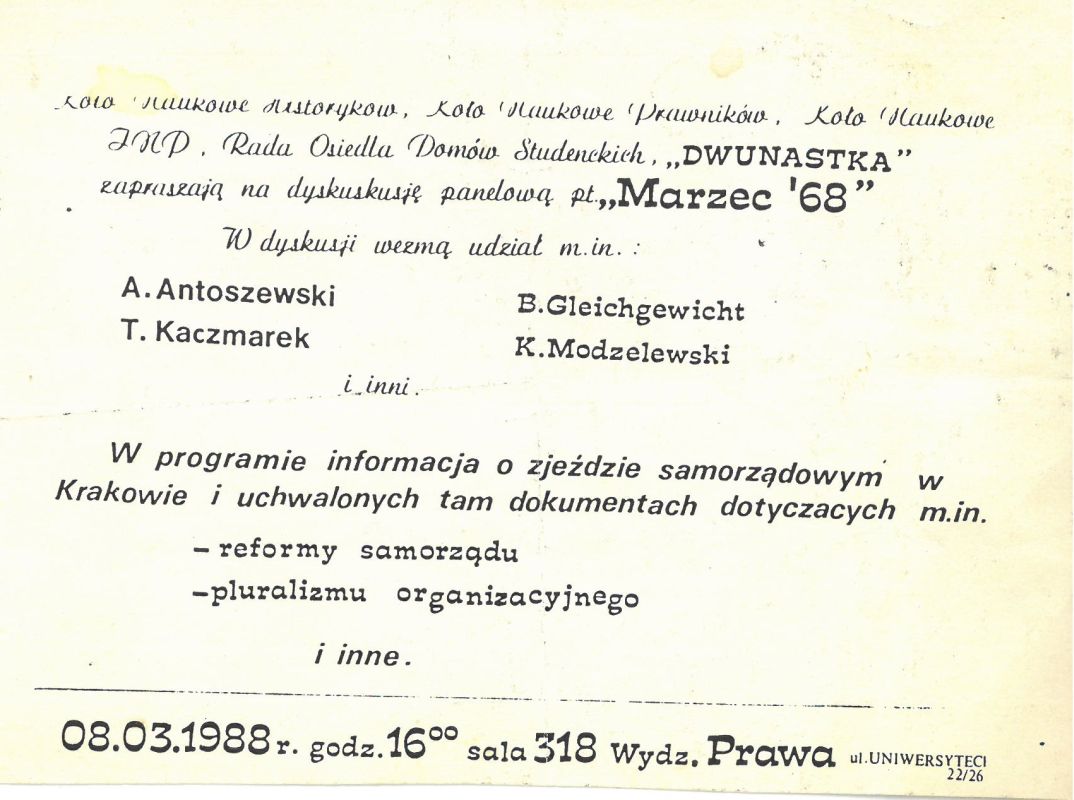 Koło Naukowe Historyków, Koło Naukowe Prawników, Koło Naukowe
INP, Rada Osiedla Domów Studenckich, „DWUNASTKA”
zapraszają na dyskuskusję panelową pt. „Marzec '68”
W dyskusji wezmą udział m.in. :
A. Antoszewski B.Gleichgewicht
T. Kaczmarek K.Modzelewski
i inni.
W programie informacja o zjeździe samorządowym w
Krakowie i uchwalonych tam dokumentach dotyczacych m.in.
– reformy samorządu
–pluralizmu organizacyjnego
i inne.
08.03.1988 r. godz. 16⁰⁰ sala 318 Wydz. Prawa ul.UNIWERSYTECI
22/26